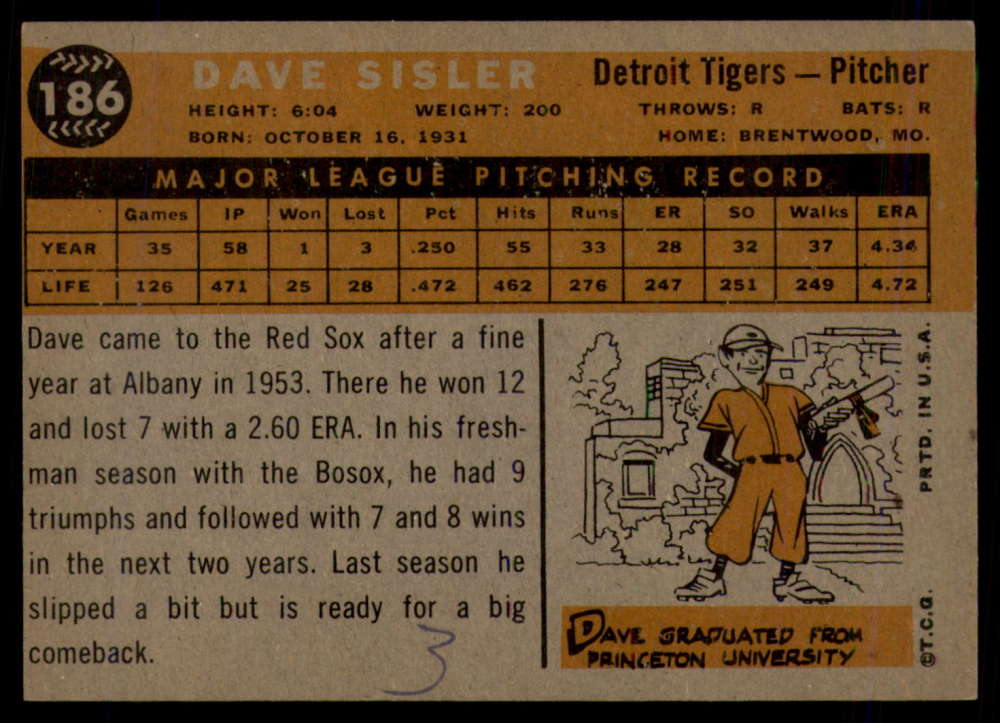 186
DAVE SISLER
Detroit Tigers — Pitcher
HEIGHT: 6:04 WEIGHT: 200 THROWS: R BATS: R
BORN: OCTOBER 16, 1931 HOME: BRENTWOOD, MO.
MAJOR LEAGUE PITCHING RECORD
Games IP Won Lost Pct Hits Runs ER SO Walks ERA
YEAR 35 58 1 3 .250 55 33 28 32 37 4.34
LIFE 126 471 25 28 .472 462 276 247 251 249 4.72
Dave came to the Red Sox after a fine
year at Albany in 1953. There he won 12
and lost 7 with a 2.60 ERA. In his fresh-
man season with the Bosox, he had 9
triumphs and followed with 7 and 8 wins
in the next two years. Last season he
slipped a bit but is ready for a big
comeback.
3
DAVE GRADUATED FROM
PRINCETON UNIVERSITY
©T.C.G. PRTD. IN U.S.A.